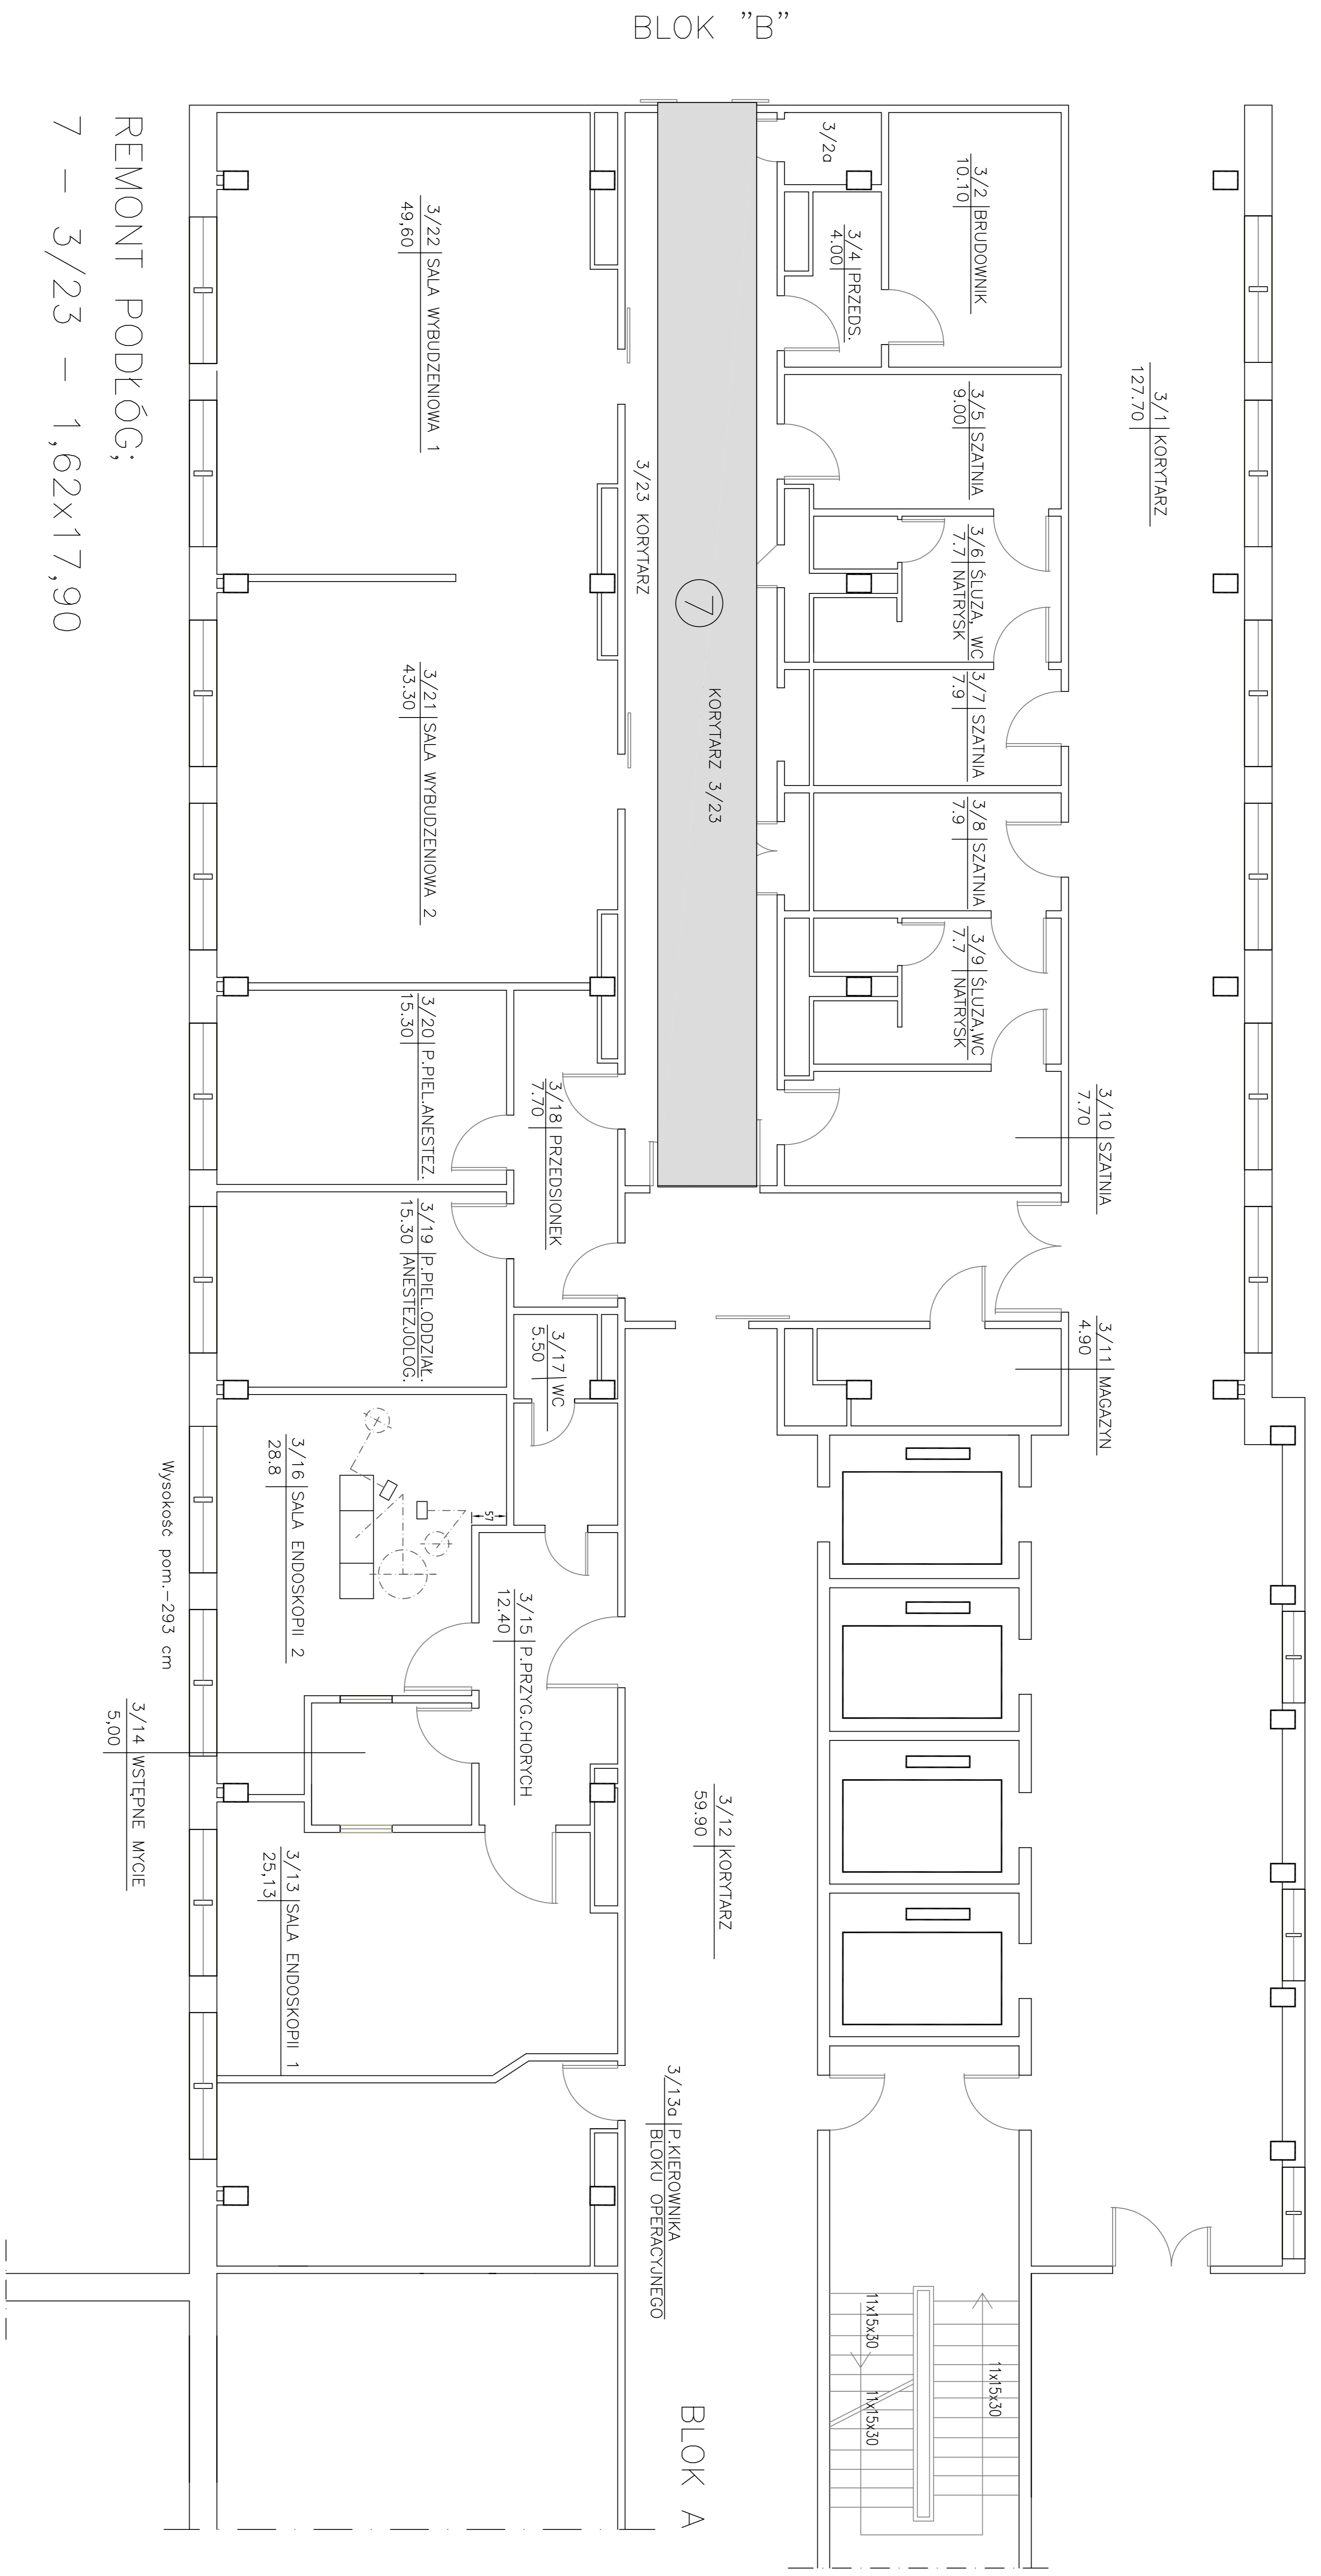 BLOK "B"
REMONT PODŁÓG;
7 - 3/23 - 1,62x17,90
3/1 KORYTARZ
127.70
3/2 BRUDOWNIK
10.10
3/2a
3/4 PRZEDS.
4.00
3/5 SZATNIA
9.00
3/6 ŚLUZA, WC
7.7 NATRYSK
3/7 SZATNIA
7.9
3/8 SZATNIA
7.9
3/9 ŚLUZA,WC
7.7 NATRYSK
3/10 SZATNIA
7.70
3/11 MAGAZYN
4.90
3/23 KORYTARZ
7
KORYTARZ 3/23
3/22 SALA WYBUDZENIOWA 1
49,60
3/21 SALA WYBUDZENIOWA 2
43.30
3/20 P.PIEL.ANESTEZ.
15.30
3/18 PRZEDSIONEK
7.70
3/19 P.PIEL.ODDZIAŁ.
15.30 ANESTEZJOLOG.
3/17 WC
5.50
3/16 SALA ENDOSKOPII 2
28.8
57
Wysokość pom.-293 cm
3/15 P.PRZYG.CHORYCH
12.40
3/14 WSTĘPNE MYCIE
5,00
3/12 KORYTARZ
59.90
3/13 SALA ENDOSKOPII 1
25,13
3/13a P.KIEROWNIKA
BLOKU OPERACYJNEGO
11x15x30
11x15x30
11x15x30
BLOK A